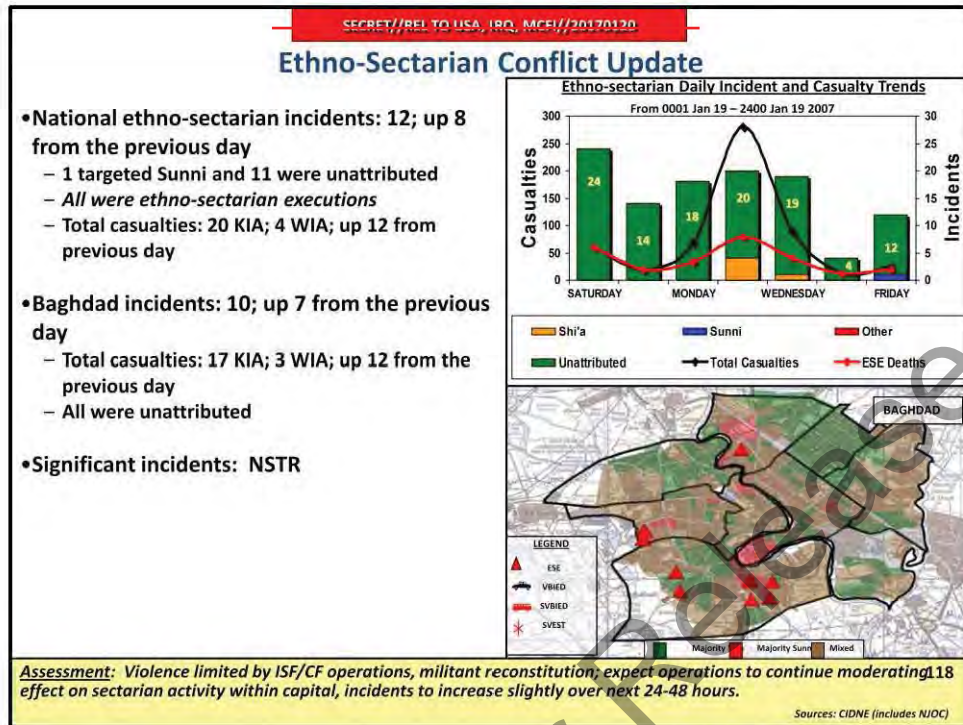 SECRET//REL TO USA, IRQ, MCFI//20170120
Ethno-Sectarian Conflict Update
•National ethno-sectarian incidents: 12; up 8
from the previous day
– 1 targeted Sunni and 11 were unattributed
– All were ethno-sectarian executions
– Total casualties: 20 KIA; 4 WIA; up 12 from
previous day
•Baghdad incidents: 10; up 7 from the previous
day
– Total casualties: 17 KIA; 3 WIA; up 12 from the
previous day
– All were unattributed
•Significant incidents: NSTR
Ethno-sectarian Daily Incident and Casualty Trends
From 0001 Jan 19 – 2400 Jan 19 2007
Casualties
300
250
200
150
100
50
0
24
14
18
20
19
4
12
30
25
20
15
10
5
0
Incidents
SATURDAY MONDAY WEDNESDAY FRIDAY
Shi'a Sunni Other
Unattributed Total Casualties ESE Deaths
BAGHDAD
LEGEND
ESE
VBIED
SVBIED
SVEST
Majority Majority Sunn Mixed
Release
Assessment: Violence limited by ISF/CF operations, militant reconstitution; expect operations to continue moderating
effect on sectarian activity within capital, incidents to increase slightly over next 24-48 hours.
118
Sources: CIDNE (includes NJOC)